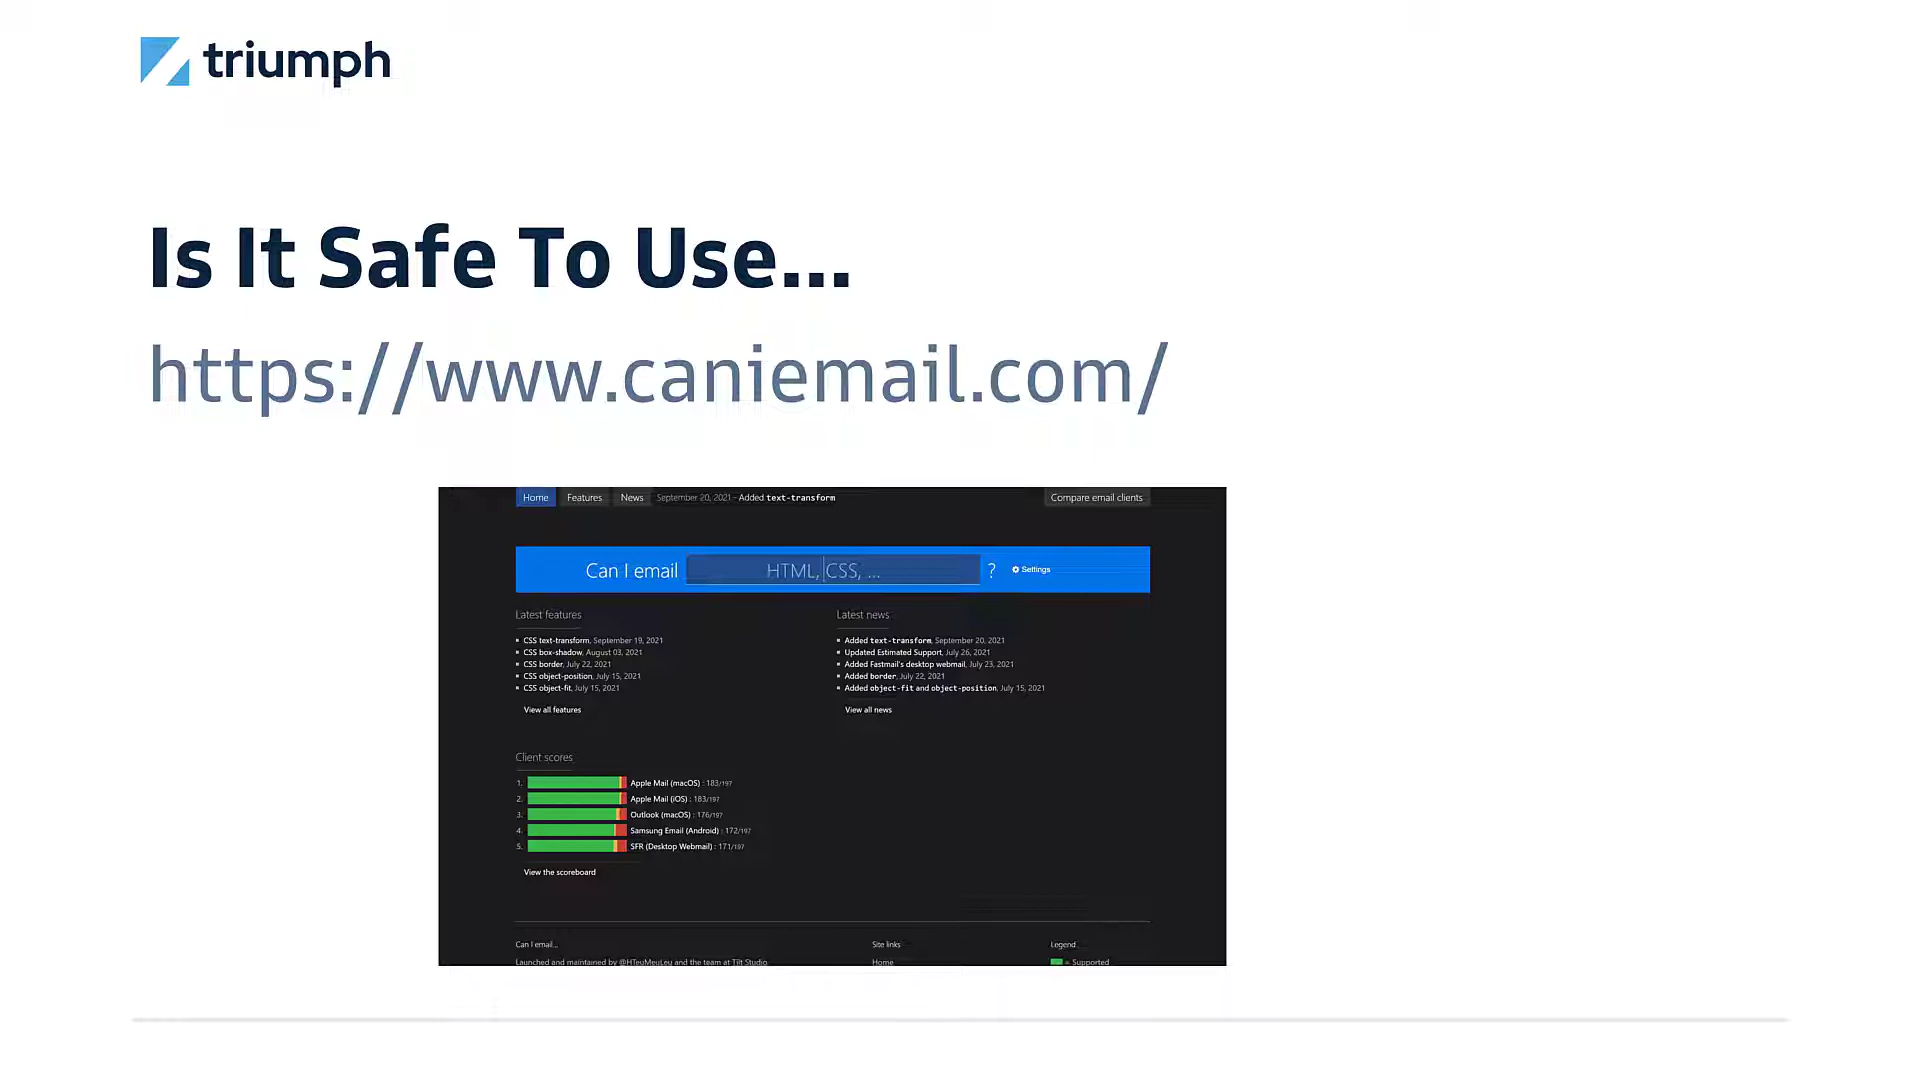 triumph
Is It Safe To Use...
https://www.caniemail.com/
Home Features News September 20, 2021 - Added text-transform Compare email clients
Can I email HTML, CSS, ... ? Settings
Latest features
CSS text-transform, September 19, 2021
CSS box-shadow, August 03, 2021
CSS border, July 22, 2021
CSS object-position, July 15, 2021
CSS object-fit, July 15, 2021
View all features
Latest news
Added text-transform, September 20, 2021
Updated Estimated Support, July 26, 2021
Added Fastmail's desktop webmail, July 23, 2021
Added border, July 22, 2021
Added object-fit and object-position, July 15, 2021
View all news
Client scores
1. Apple Mail (macOS) : 183/197
2. Apple Mail (iOS) : 183/197
3. Outlook (macOS) : 176/197
4. Samsung Email (Android) : 172/197
5. SFR (Desktop Webmail) : 171/197
View the scoreboard
Can I email...
Launched and maintained by @HTeuMeuLeu and the team at Tilt Studio
Site links
Home
Legend
= Supported